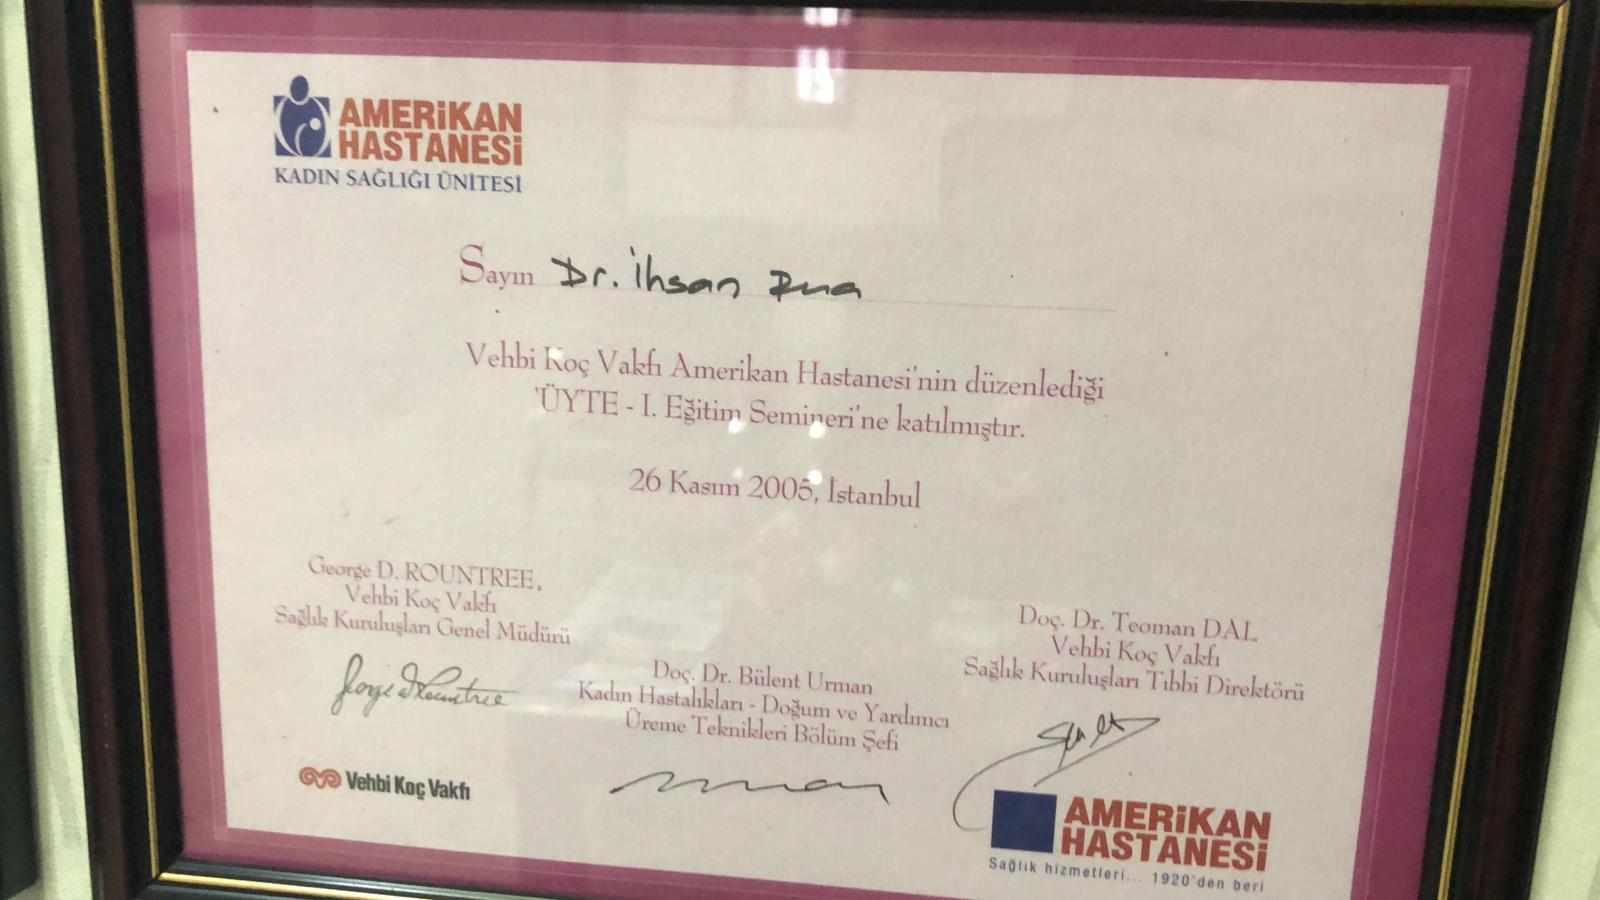 AMERiKAN
HASTANESi
KADIN SAĞLIĞI ÜNİTESİ
Sayın Dr. İhsan
Vehbi Koç Vakfı Amerikan Hastanesi'nin düzenlediği
'ÜYTE - I. Eğitim Semineri'ne katılmıştır.
26 Kasım 2005, İstanbul
George D. ROUNTREE,
Vehbi Koç Vakfı
Sağlık Kuruluşları Genel Müdürü
Doç. Dr. Bülent Urman
Kadın Hastalıkları - Doğum ve Yardımcı
Üreme Teknikleri Bölüm Şefi
Doç. Dr. Teoman DAL
Vehbi Koç Vakfı
Sağlık Kuruluşları Tıbbi Direktörü
George D Rountree
Vehbi Koç Vakfı
AMERiKAN
HASTANESi
Sağlık hizmetleri... 1920'den beri